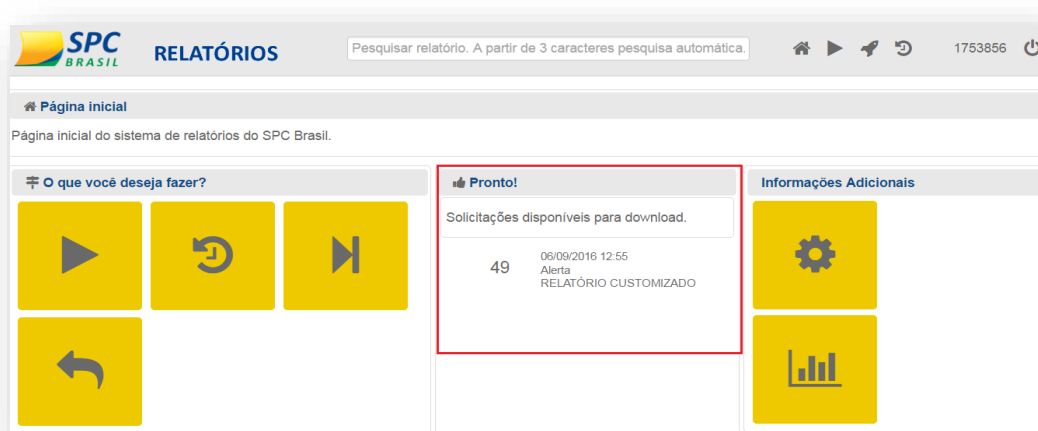 SPC
BRASIL
RELATÓRIOS
Pesquisar relatório. A partir de 3 caracteres pesquisa automática.
1753856
Página inicial
Página inicial do sistema de relatórios do SPC Brasil.
O que você deseja fazer?
Pronto!
Solicitações disponíveis para download.
49
06/09/2016 12:55
Alerta
RELATÓRIO CUSTOMIZADO
Informações Adicionais